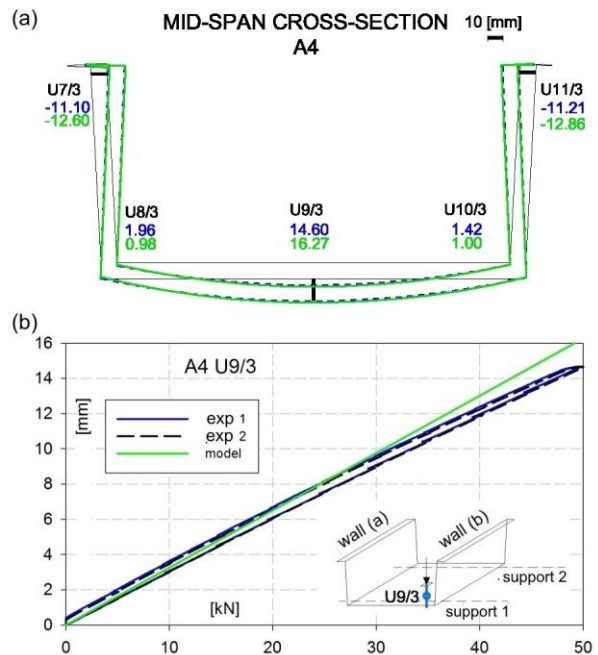 (a)
MID-SPAN CROSS-SECTION
A4
10 [mm]
U7/3
-11.10
-12.60
U11/3
-11.21
-12.86
U8/3
1.96
0.98
U9/3
14.60
16.27
U10/3
1.42
1.00
(b)
16
14
12
10
8
6
4
2
0
[mm]
A4 U9/3
exp 1
exp 2
model
wall (a)
wall (b)
support 2
U9/3
support 1
[kN]
0
10
20
30
40
50